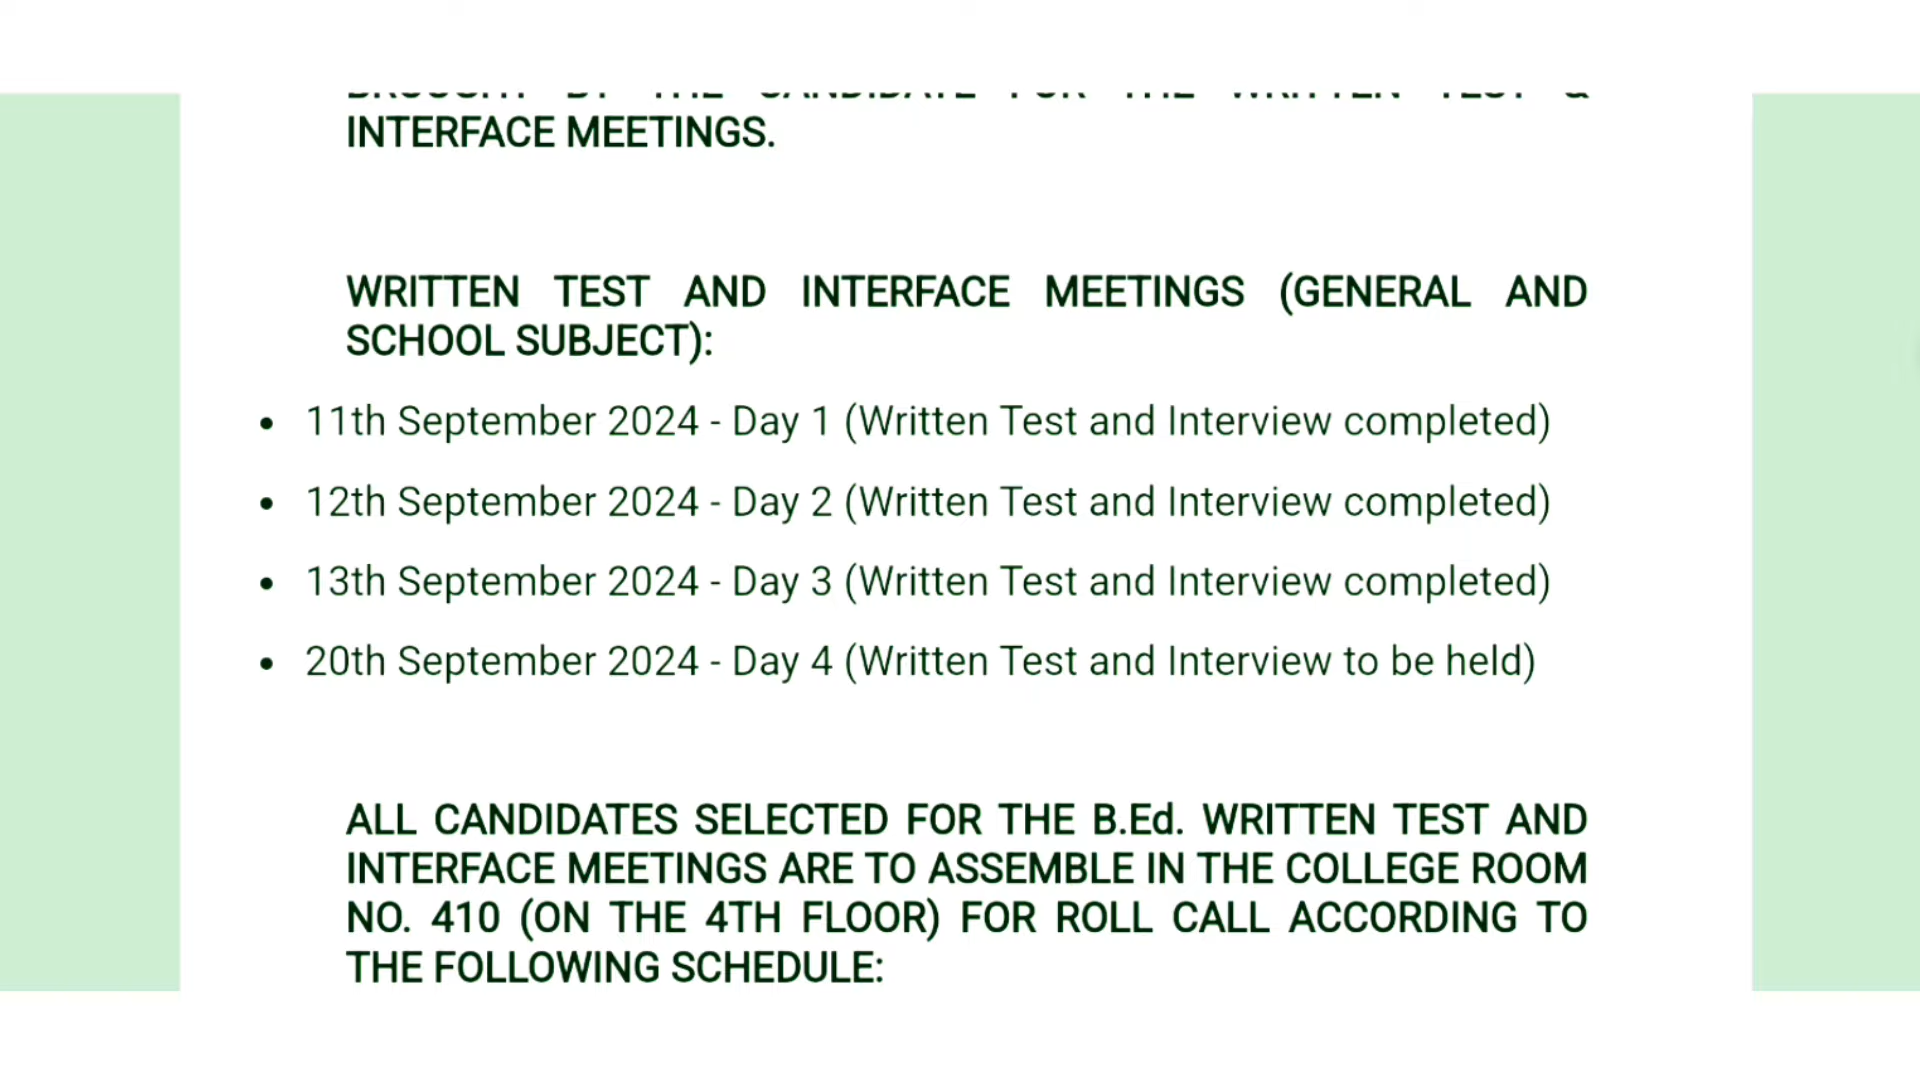 INTERFACE MEETINGS.
WRITTEN TEST AND INTERFACE MEETINGS (GENERAL AND
SCHOOL SUBJECT):
• 11th September 2024 - Day 1 (Written Test and Interview completed)
• 12th September 2024 - Day 2 (Written Test and Interview completed)
• 13th September 2024 - Day 3 (Written Test and Interview completed)
• 20th September 2024 - Day 4 (Written Test and Interview to be held)
ALL CANDIDATES SELECTED FOR THE B.Ed. WRITTEN TEST AND
INTERFACE MEETINGS ARE TO ASSEMBLE IN THE COLLEGE ROOM
NO. 410 (ON THE 4TH FLOOR) FOR ROLL CALL ACCORDING TO
THE FOLLOWING SCHEDULE: